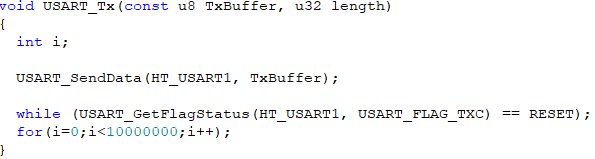 void USART_Tx(const u8 TxBuffer, u32 length)
{
int i;
USART_SendData(HT_USART1, TxBuffer);
while (USART_GetFlagStatus(HT_USART1, USART_FLAG_TXC) == RESET);
for(i=0;i<10000000;i++);
}